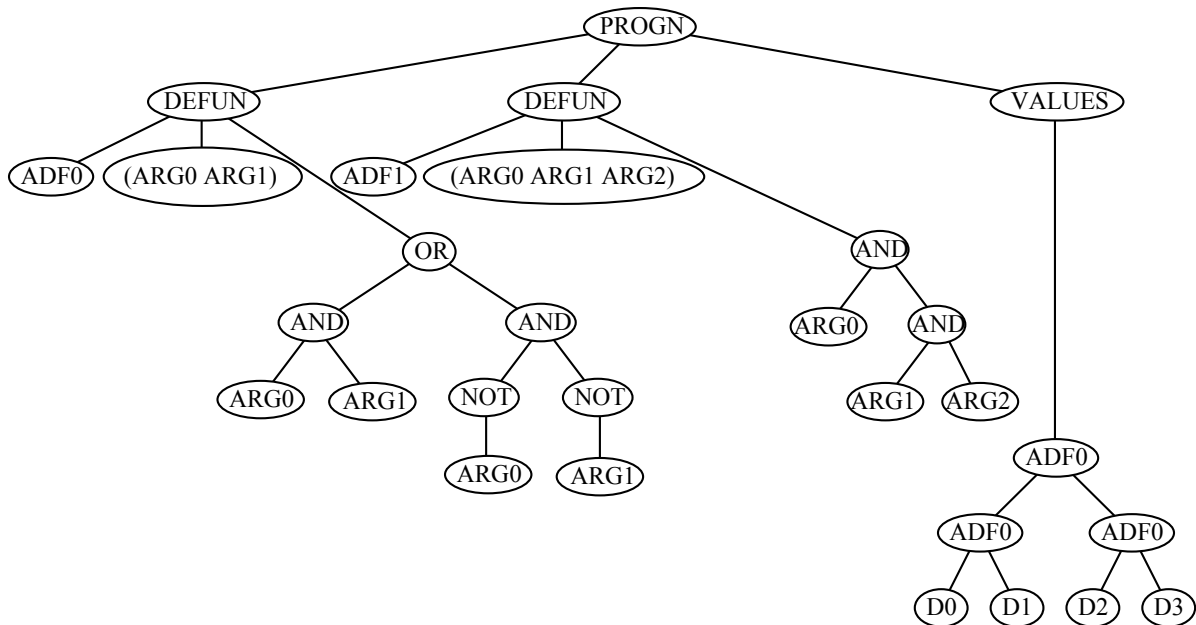 PROGN
DEFUN
DEFUN
VALUES
ADF0
(ARG0 ARG1)
ADF1
(ARG0 ARG1 ARG2)
OR
AND
AND
AND
ARG0
AND
ARG0
ARG1
NOT
NOT
ARG1
ARG2
ARG0
ARG1
ADF0
ADF0
ADF0
D0
D1
D2
D3